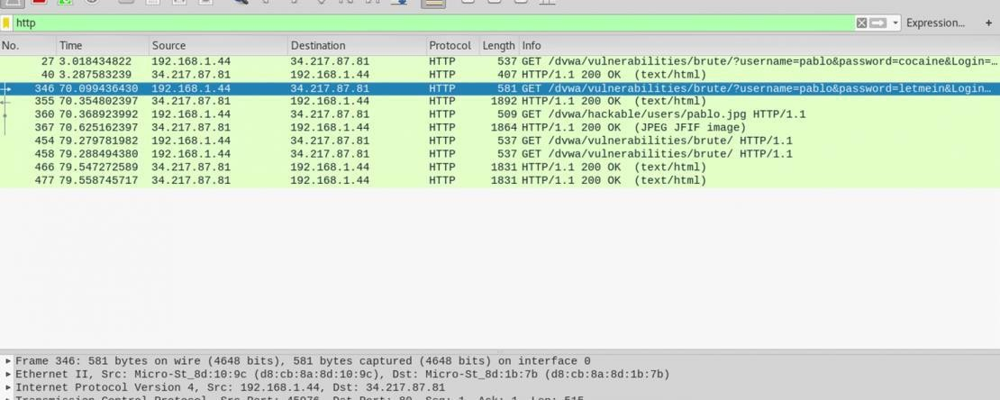 http Expression... +
No. Time Source Destination Protocol Length Info
27 3.018434822 192.168.1.44 34.217.87.81 HTTP 537 GET /dvwa/vulnerabilities/brute/?username=pablo&password=cocaine&Login=…
40 3.287583239 34.217.87.81 192.168.1.44 HTTP 407 HTTP/1.1 200 OK (text/html)
346 70.099436430 192.168.1.44 34.217.87.81 HTTP 581 GET /dvwa/vulnerabilities/brute/?username=pablo&password=letmein&Login…
355 70.354802397 34.217.87.81 192.168.1.44 HTTP 1892 HTTP/1.1 200 OK (text/html)
360 70.368923992 192.168.1.44 34.217.87.81 HTTP 509 GET /dvwa/hackable/users/pablo.jpg HTTP/1.1
367 70.625162397 34.217.87.81 192.168.1.44 HTTP 1864 HTTP/1.1 200 OK (JPEG JFIF image)
454 79.279781982 192.168.1.44 34.217.87.81 HTTP 537 GET /dvwa/vulnerabilities/brute/ HTTP/1.1
458 79.288494380 192.168.1.44 34.217.87.81 HTTP 537 GET /dvwa/vulnerabilities/brute/ HTTP/1.1
466 79.547272589 34.217.87.81 192.168.1.44 HTTP 1831 HTTP/1.1 200 OK (text/html)
477 79.558745717 34.217.87.81 192.168.1.44 HTTP 1831 HTTP/1.1 200 OK (text/html)
Frame 346: 581 bytes on wire (4648 bits), 581 bytes captured (4648 bits) on interface 0
Ethernet II, Src: Micro-St_8d:10:9c (d8:cb:8a:8d:10:9c), Dst: Micro-St_8d:1b:7b (d8:cb:8a:8d:1b:7b)
Internet Protocol Version 4, Src: 192.168.1.44, Dst: 34.217.87.81
Transmission Control Protocol, Src Port: 45976, Dst Port: 80, Seq: 1, Ack: 1, Len: 515